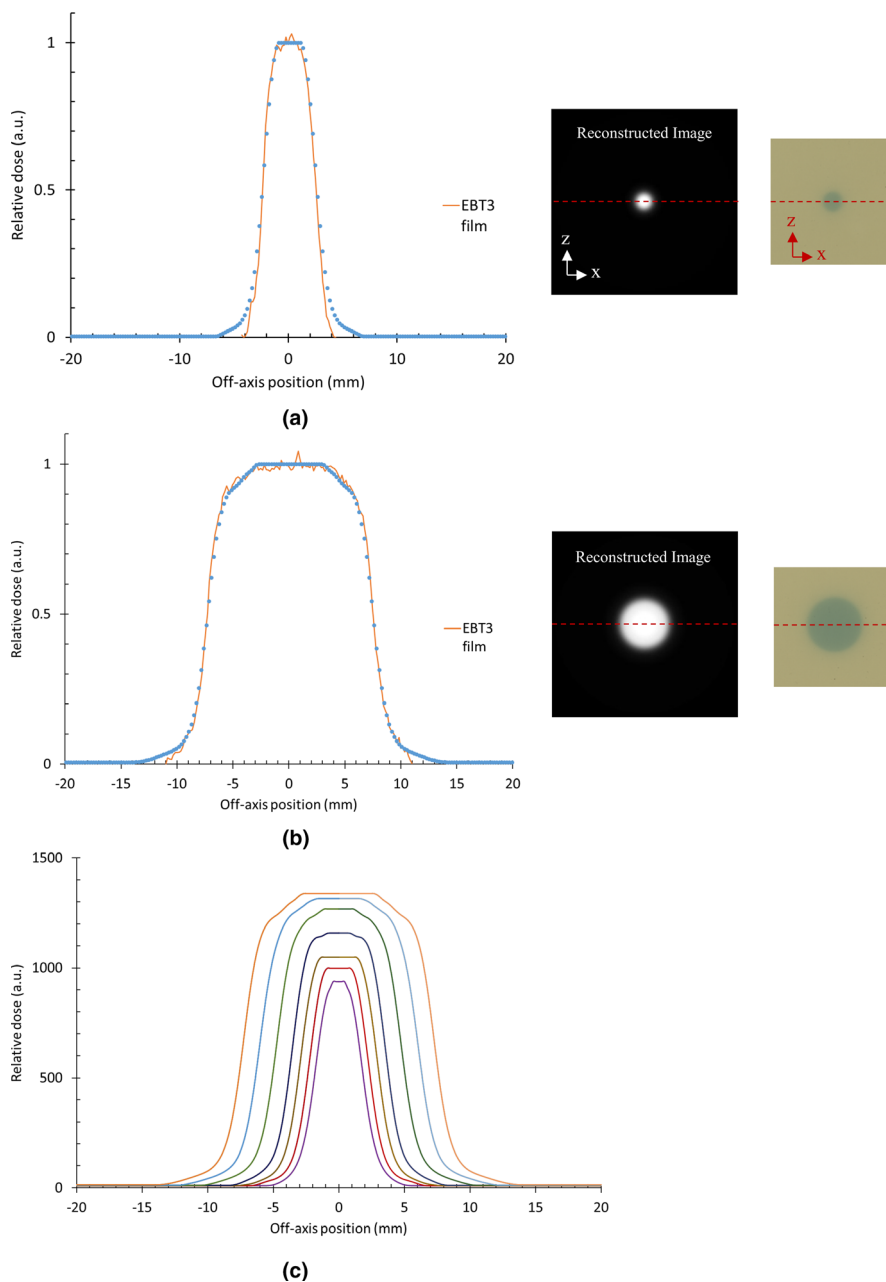 1
Relative dose (a.u.)
0.5
0
-20
-10
0
10
20
Off-axis position (mm)
EBT3
film
Reconstructed Image
z
x
z
x
(a)
1
Relative dose (a.u.)
0.5
0
-20
-15
-10
-5
0
5
10
15
20
Off-axis position (mm)
EBT3
film
Reconstructed Image
(b)
1500
1000
Relative dose (a.u.)
500
0
-20
-15
-10
-5
0
5
10
15
20
Off-axis position (mm)
(c)